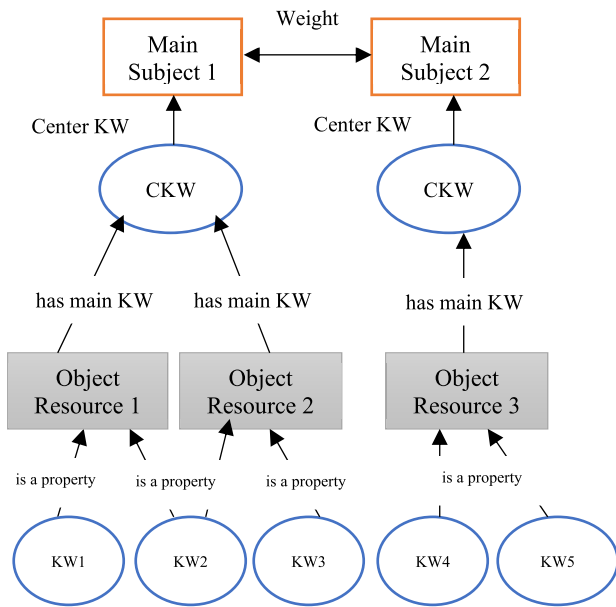 Weight
Main
Subject 1
Main
Subject 2
Center KW
Center KW
CKW
CKW
has main KW
has main KW
has main KW
Object
Resource 1
Object
Resource 2
Object
Resource 3
is a property
is a property
is a property
is a property
KW1
KW2
KW3
KW4
KW5